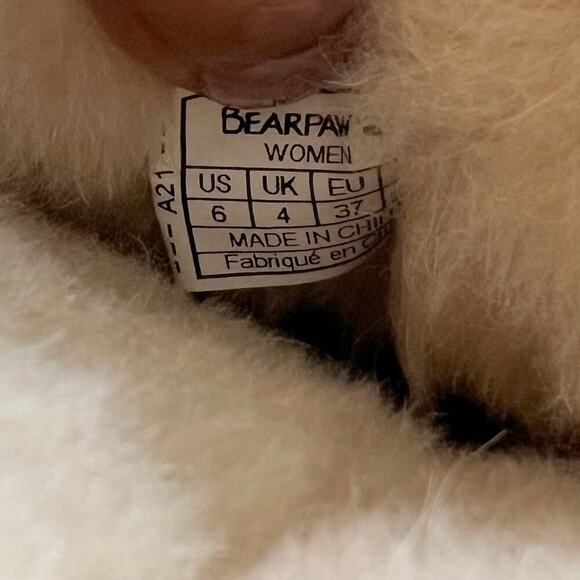 BEARPAW
WOMEN
US UK EU
6 4 37
MADE IN
Fabriqué en
A21